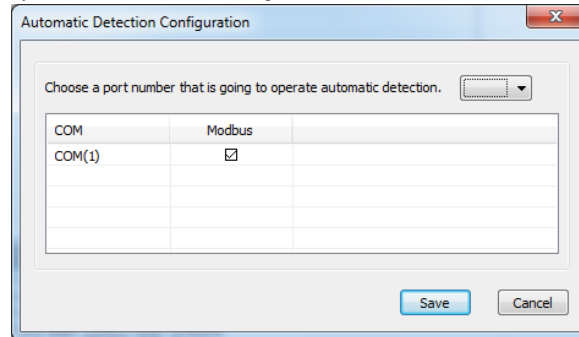 Automatic Detection Configuration
Choose a port number that is going to operate automatic detection.
COM Modbus
COM(1)
Save Cancel